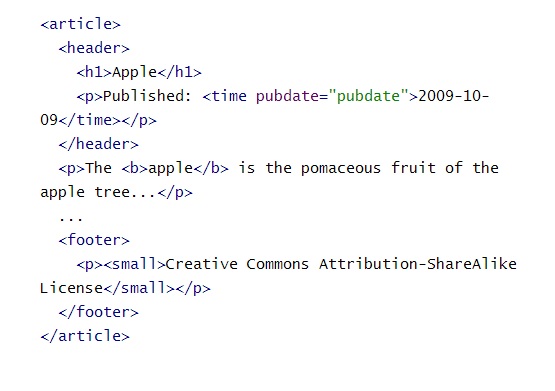 <article>
  <header>
    <h1>Apple</h1>
    <p>Published: <time pubdate="pubdate">2009-10-
09</time></p>
  </header>
  <p>The <b>apple</b> is the pomaceous fruit of the
apple tree...</p>
  ...
  <footer>
    <p><small>Creative Commons Attribution-ShareAlike
License</small></p>
  </footer>
</article>